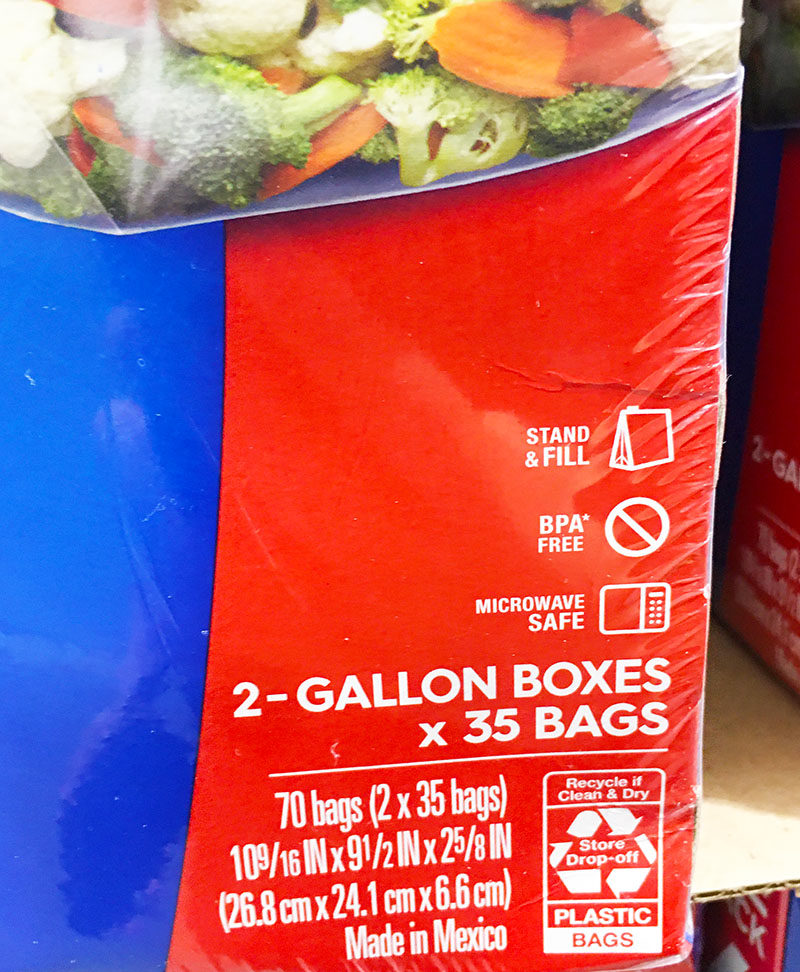 STAND
& FILL
BPA*
FREE
MICROWAVE
SAFE
2-GALLON BOXES
x 35 BAGS
70 bags (2 x 35 bags)
10 9/16 IN x 9 1/2 IN x 2 5/8 IN
(26.8 cm x 24.1 cm x 6.6 cm)
Made in Mexico
Recycle if
Clean & Dry
Store
Drop-off
PLASTIC
BAGS
2-GA